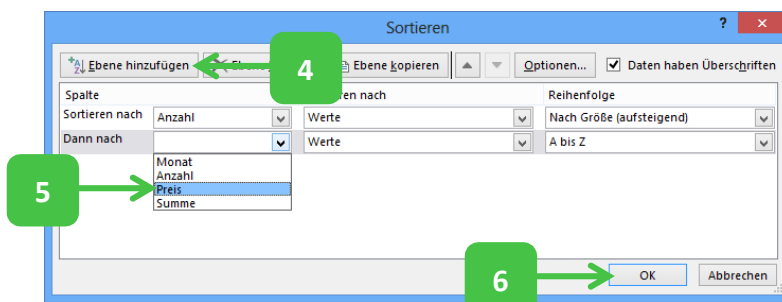 Sortieren ?
Ebene hinzufügen 4 Ebene kopieren Optionen... Daten haben Überschriften
Spalte nach Reihenfolge
Sortieren nach Anzahl Werte Nach Größe (aufsteigend)
Dann nach Werte A bis Z
Monat
Anzahl
5 Preis
Summe
6 OK Abbrechen